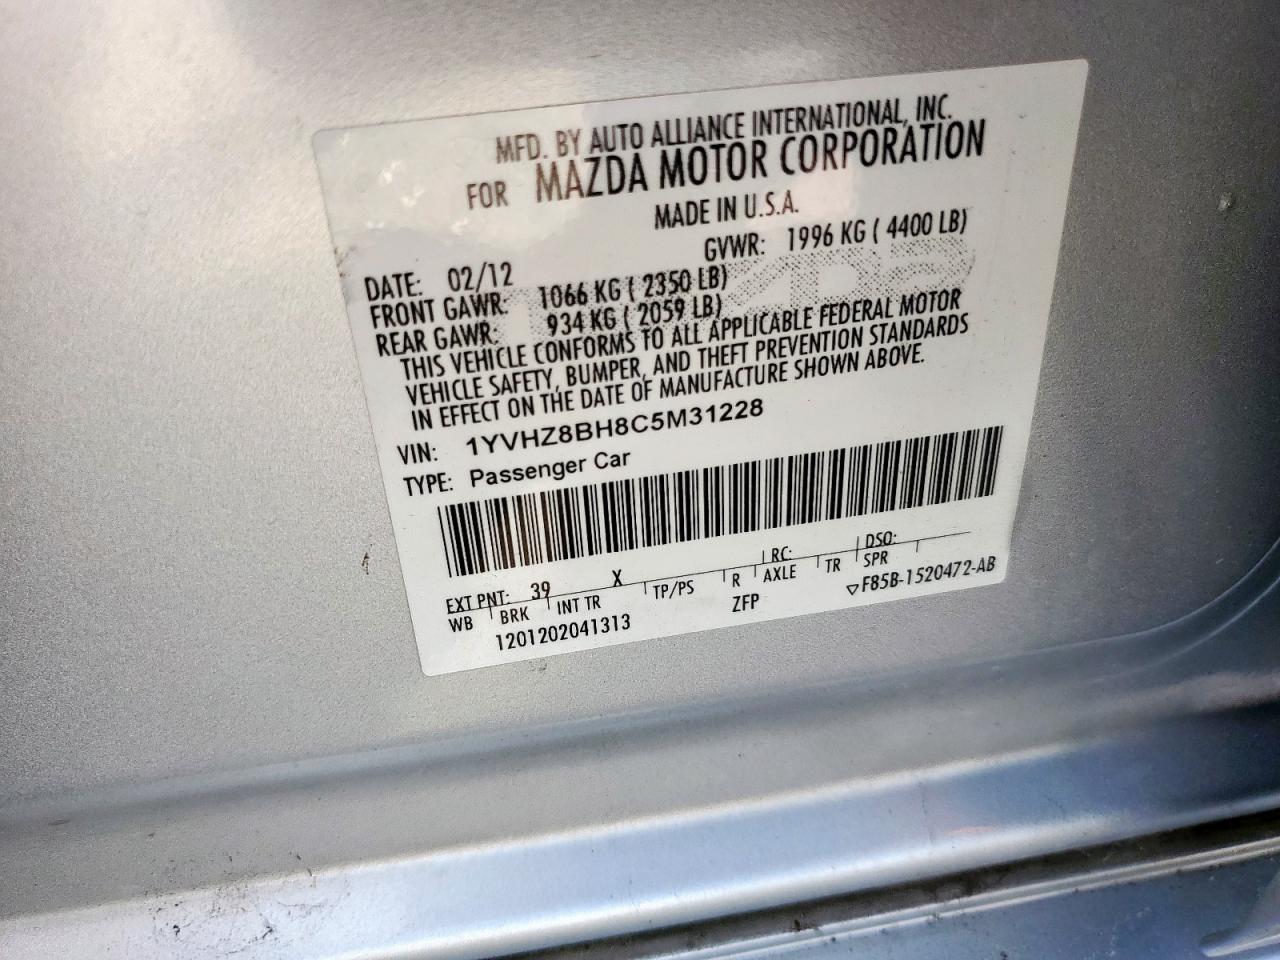 MFD. BY AUTO ALLIANCE INTERNATIONAL, INC.
FOR MAZDA MOTOR CORPORATION
MADE IN U.S.A.
DATE: 02/12 GVWR: 1996 KG ( 4400 LB)
FRONT GAWR: 1066 KG ( 2350 LB)
REAR GAWR: 934 KG ( 2059 LB)
THIS VEHICLE CONFORMS TO ALL APPLICABLE FEDERAL MOTOR
VEHICLE SAFETY, BUMPER, AND THEFT PREVENTION STANDARDS
IN EFFECT ON THE DATE OF MANUFACTURE SHOWN ABOVE.
VIN: 1YVHZ8BH8C5M31228
TYPE: Passenger Car
EXT PNT: 39 X RC: DSO:
WB BRK INT TR TP/PS R AXLE TR SPR
1201202041313 ZFP ▽F85B-1520472-AB